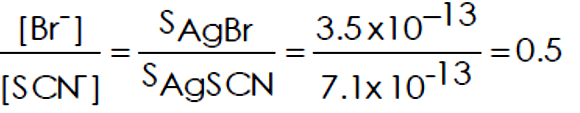 [Br⁻] / [SCN⁻] = S_AgBr / S_AgSCN = 3.5x10⁻¹³ / 7.1x10⁻¹³ = 0.5